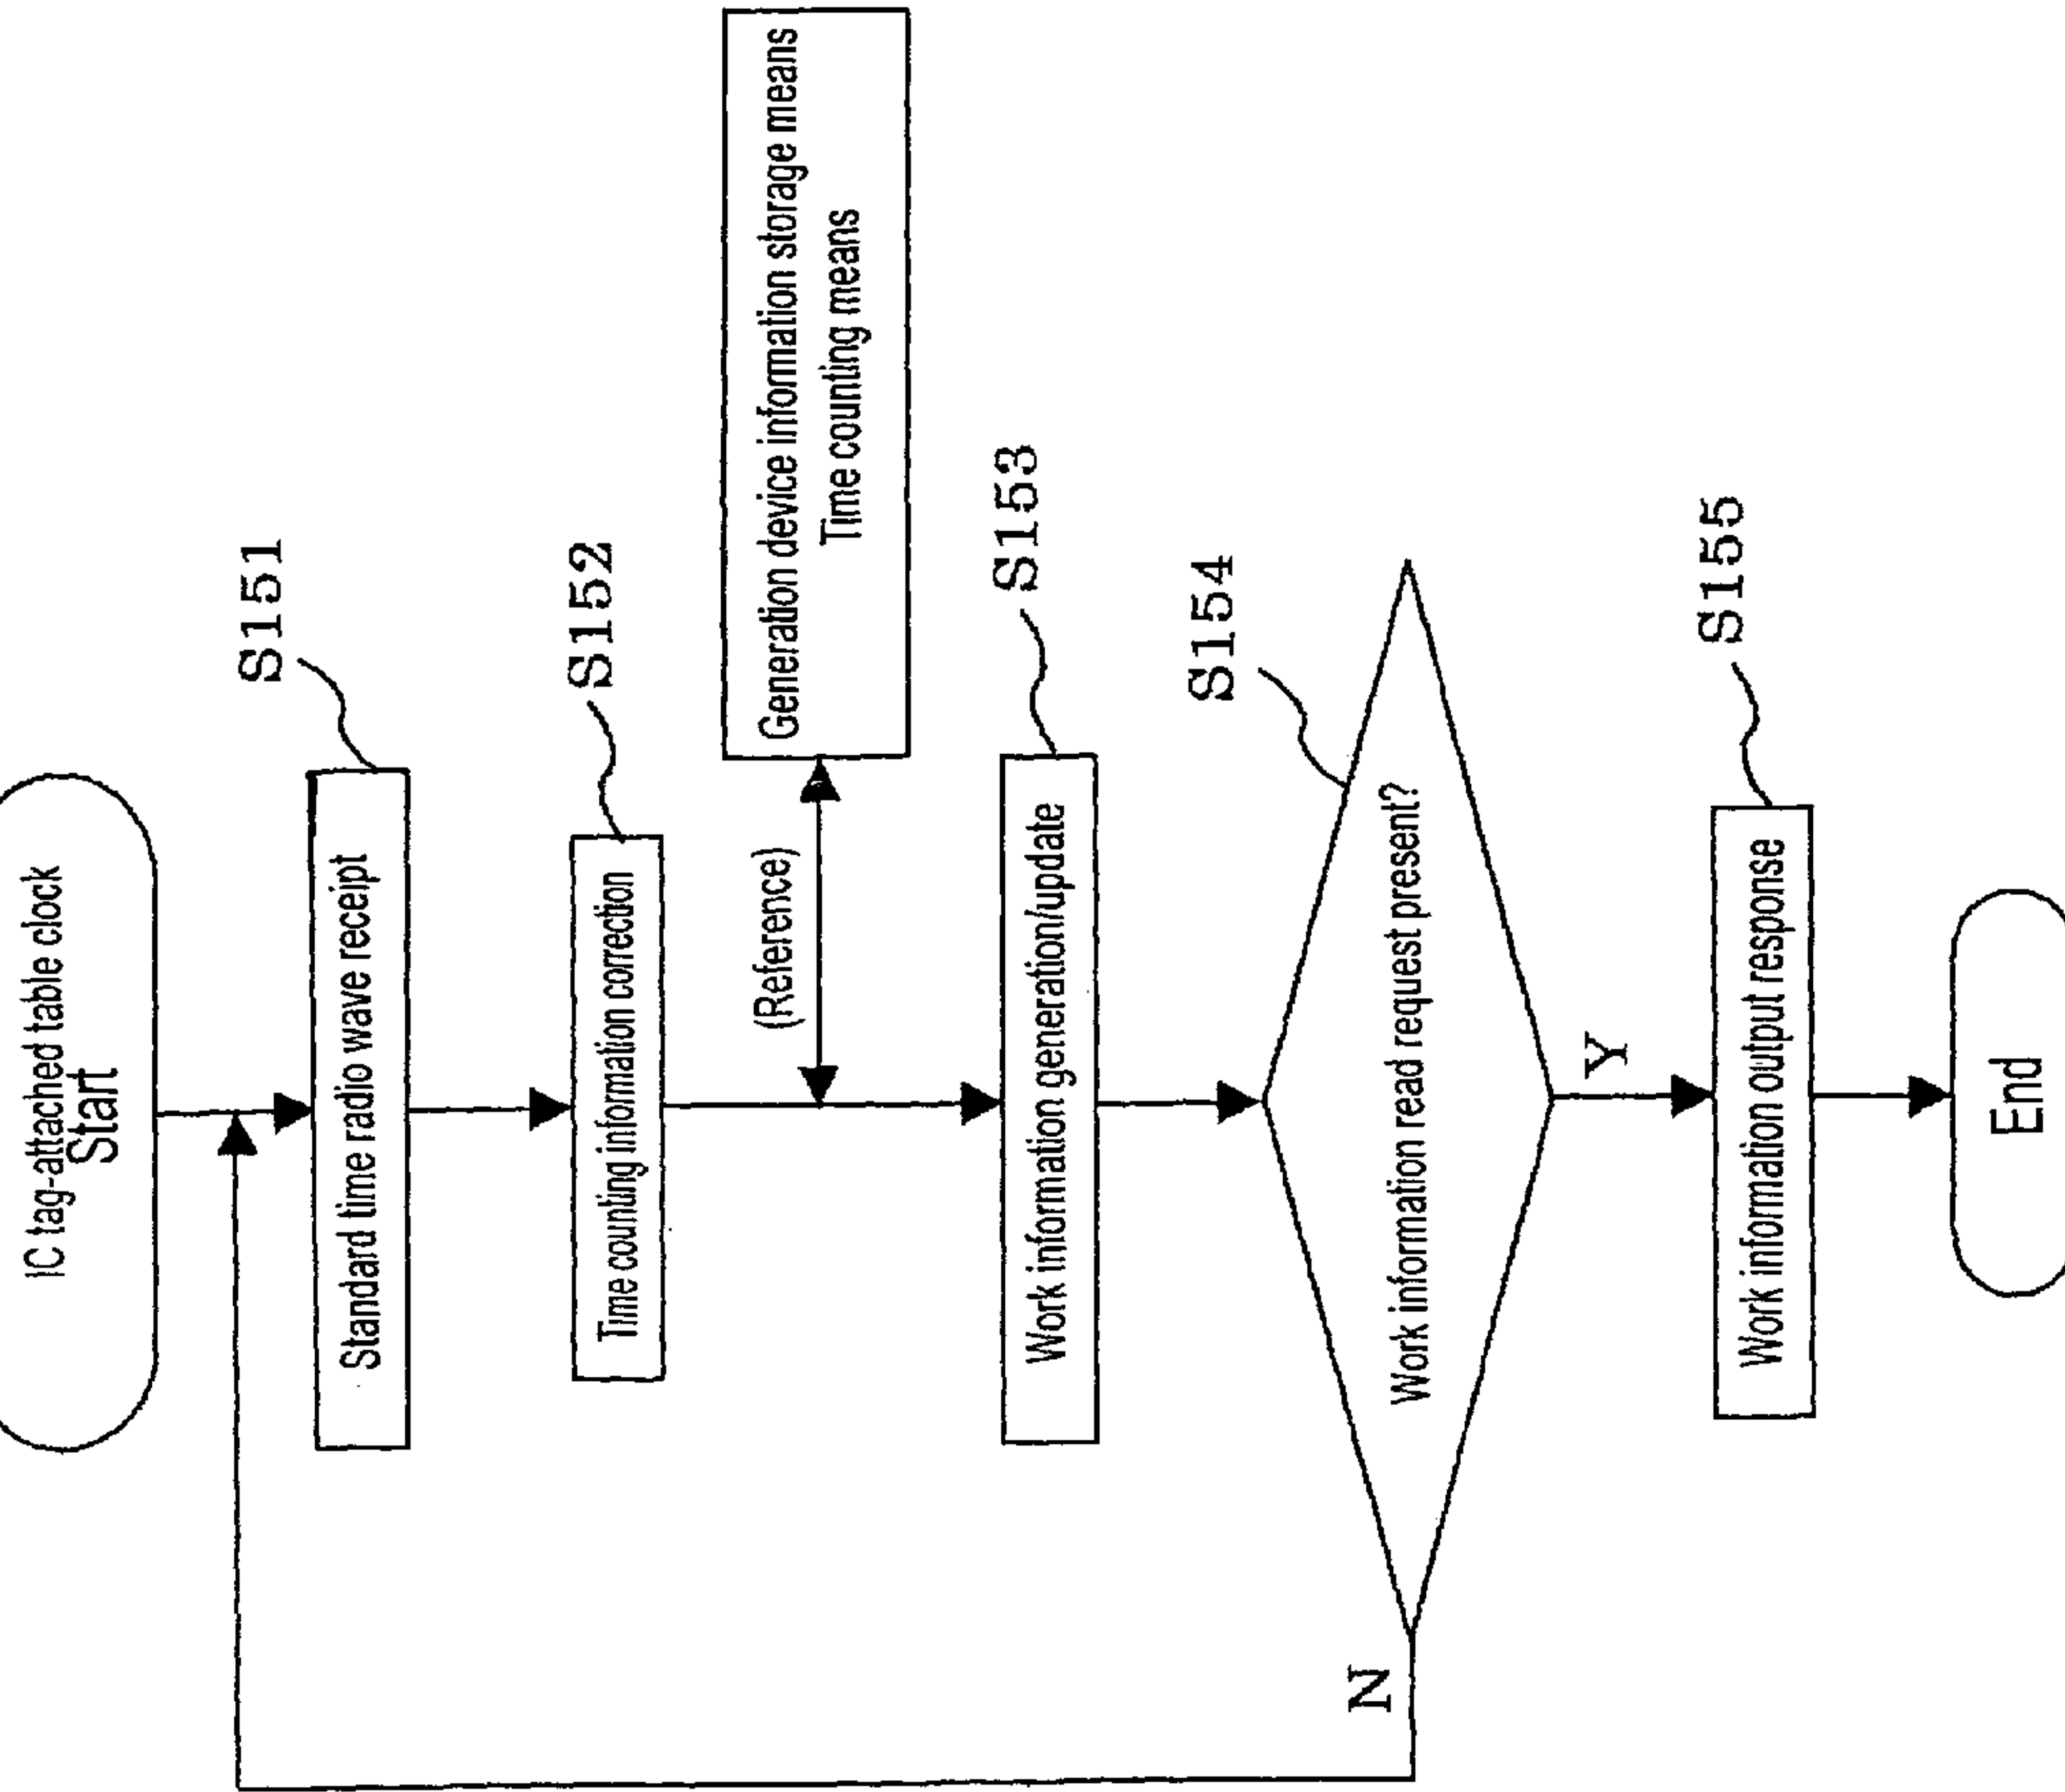 IC tag-attached table clock
Start
S151
Standard time radio wave receipt
S152
Time counting information correction
(Reference)
Generation device information storage means
Time counting means
S153
Work information generation/update
S154
Work information read request present?
N
Y
S155
Work information output response
End